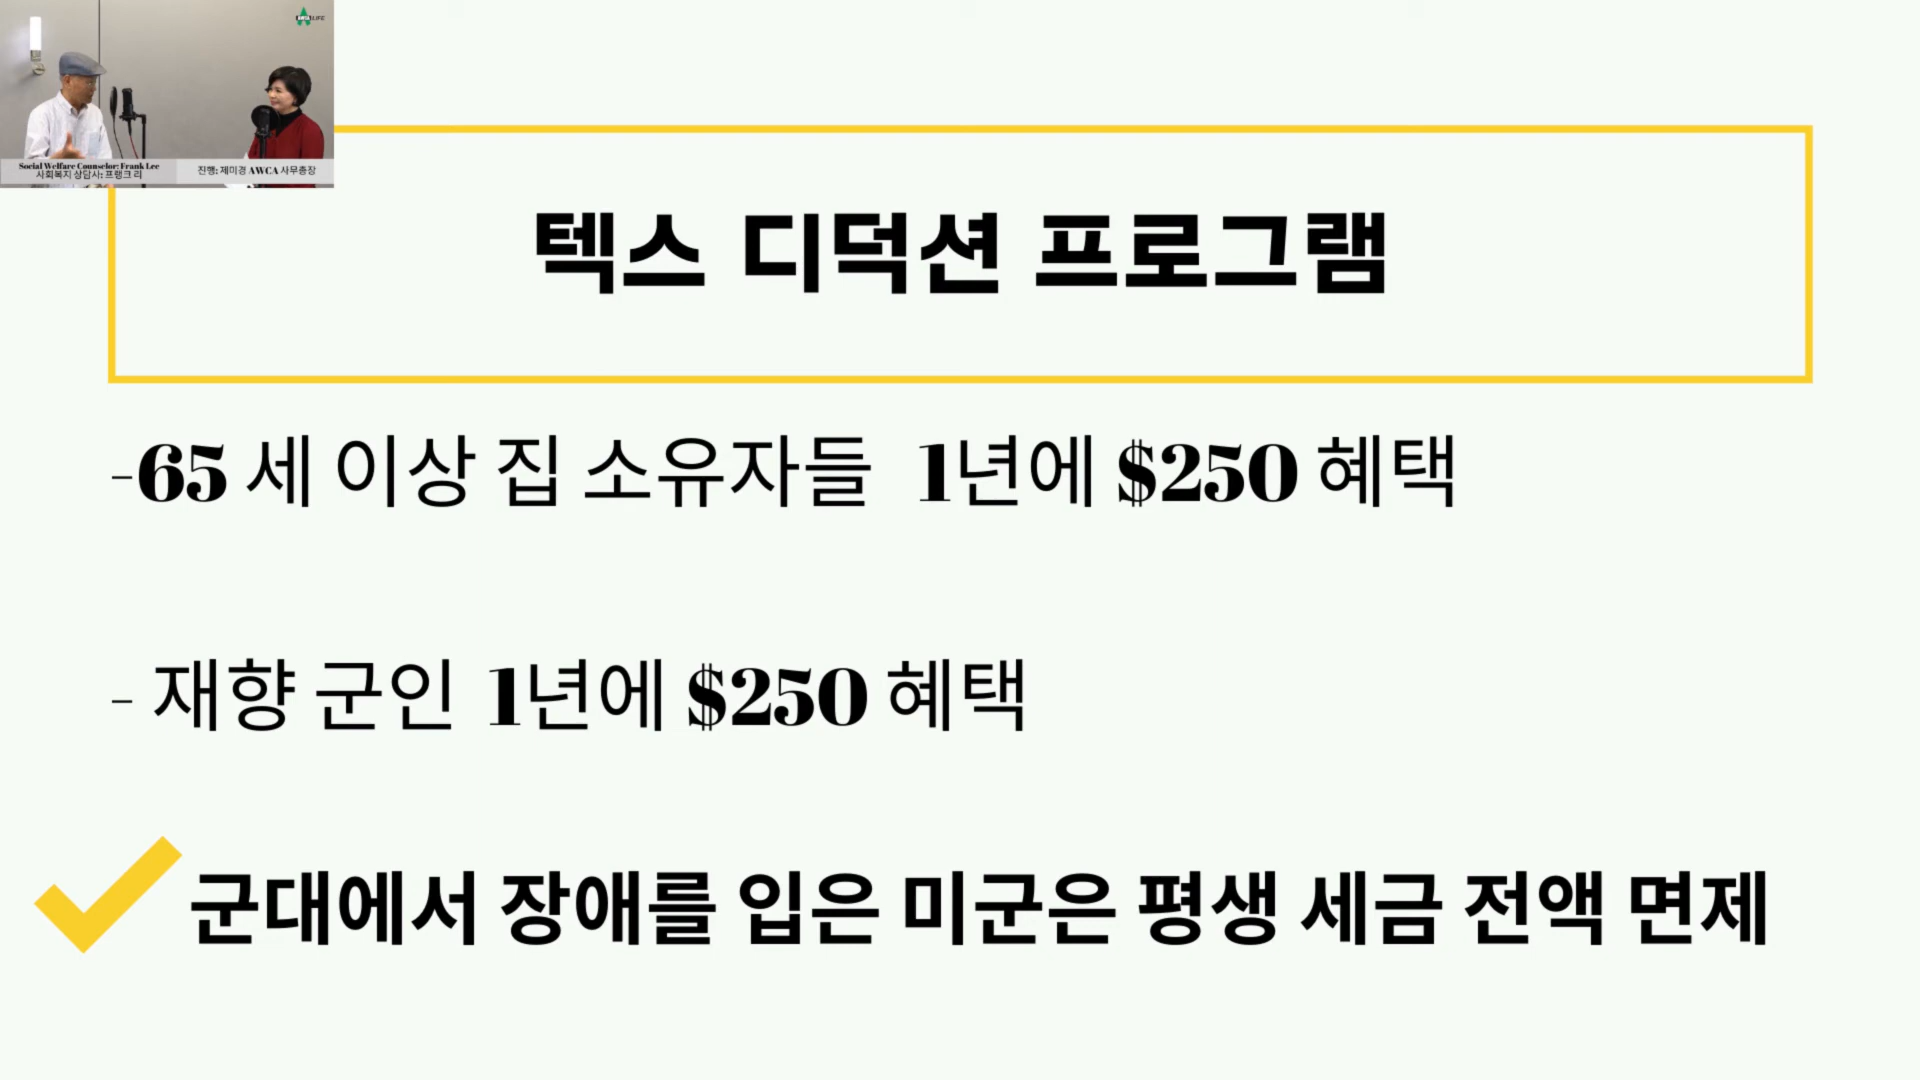 Social Welfare Counselor: Frank Lee
사회복지 상담사: 프랭크 리
진행: 제미경 AWCA 사무총장
텍스 디덕션 프로그램
-65 세 이상 집 소유자들 1년에 $250 혜택
- 재향 군인 1년에 $250 혜택
군대에서 장애를 입은 미군은 평생 세금 전액 면제